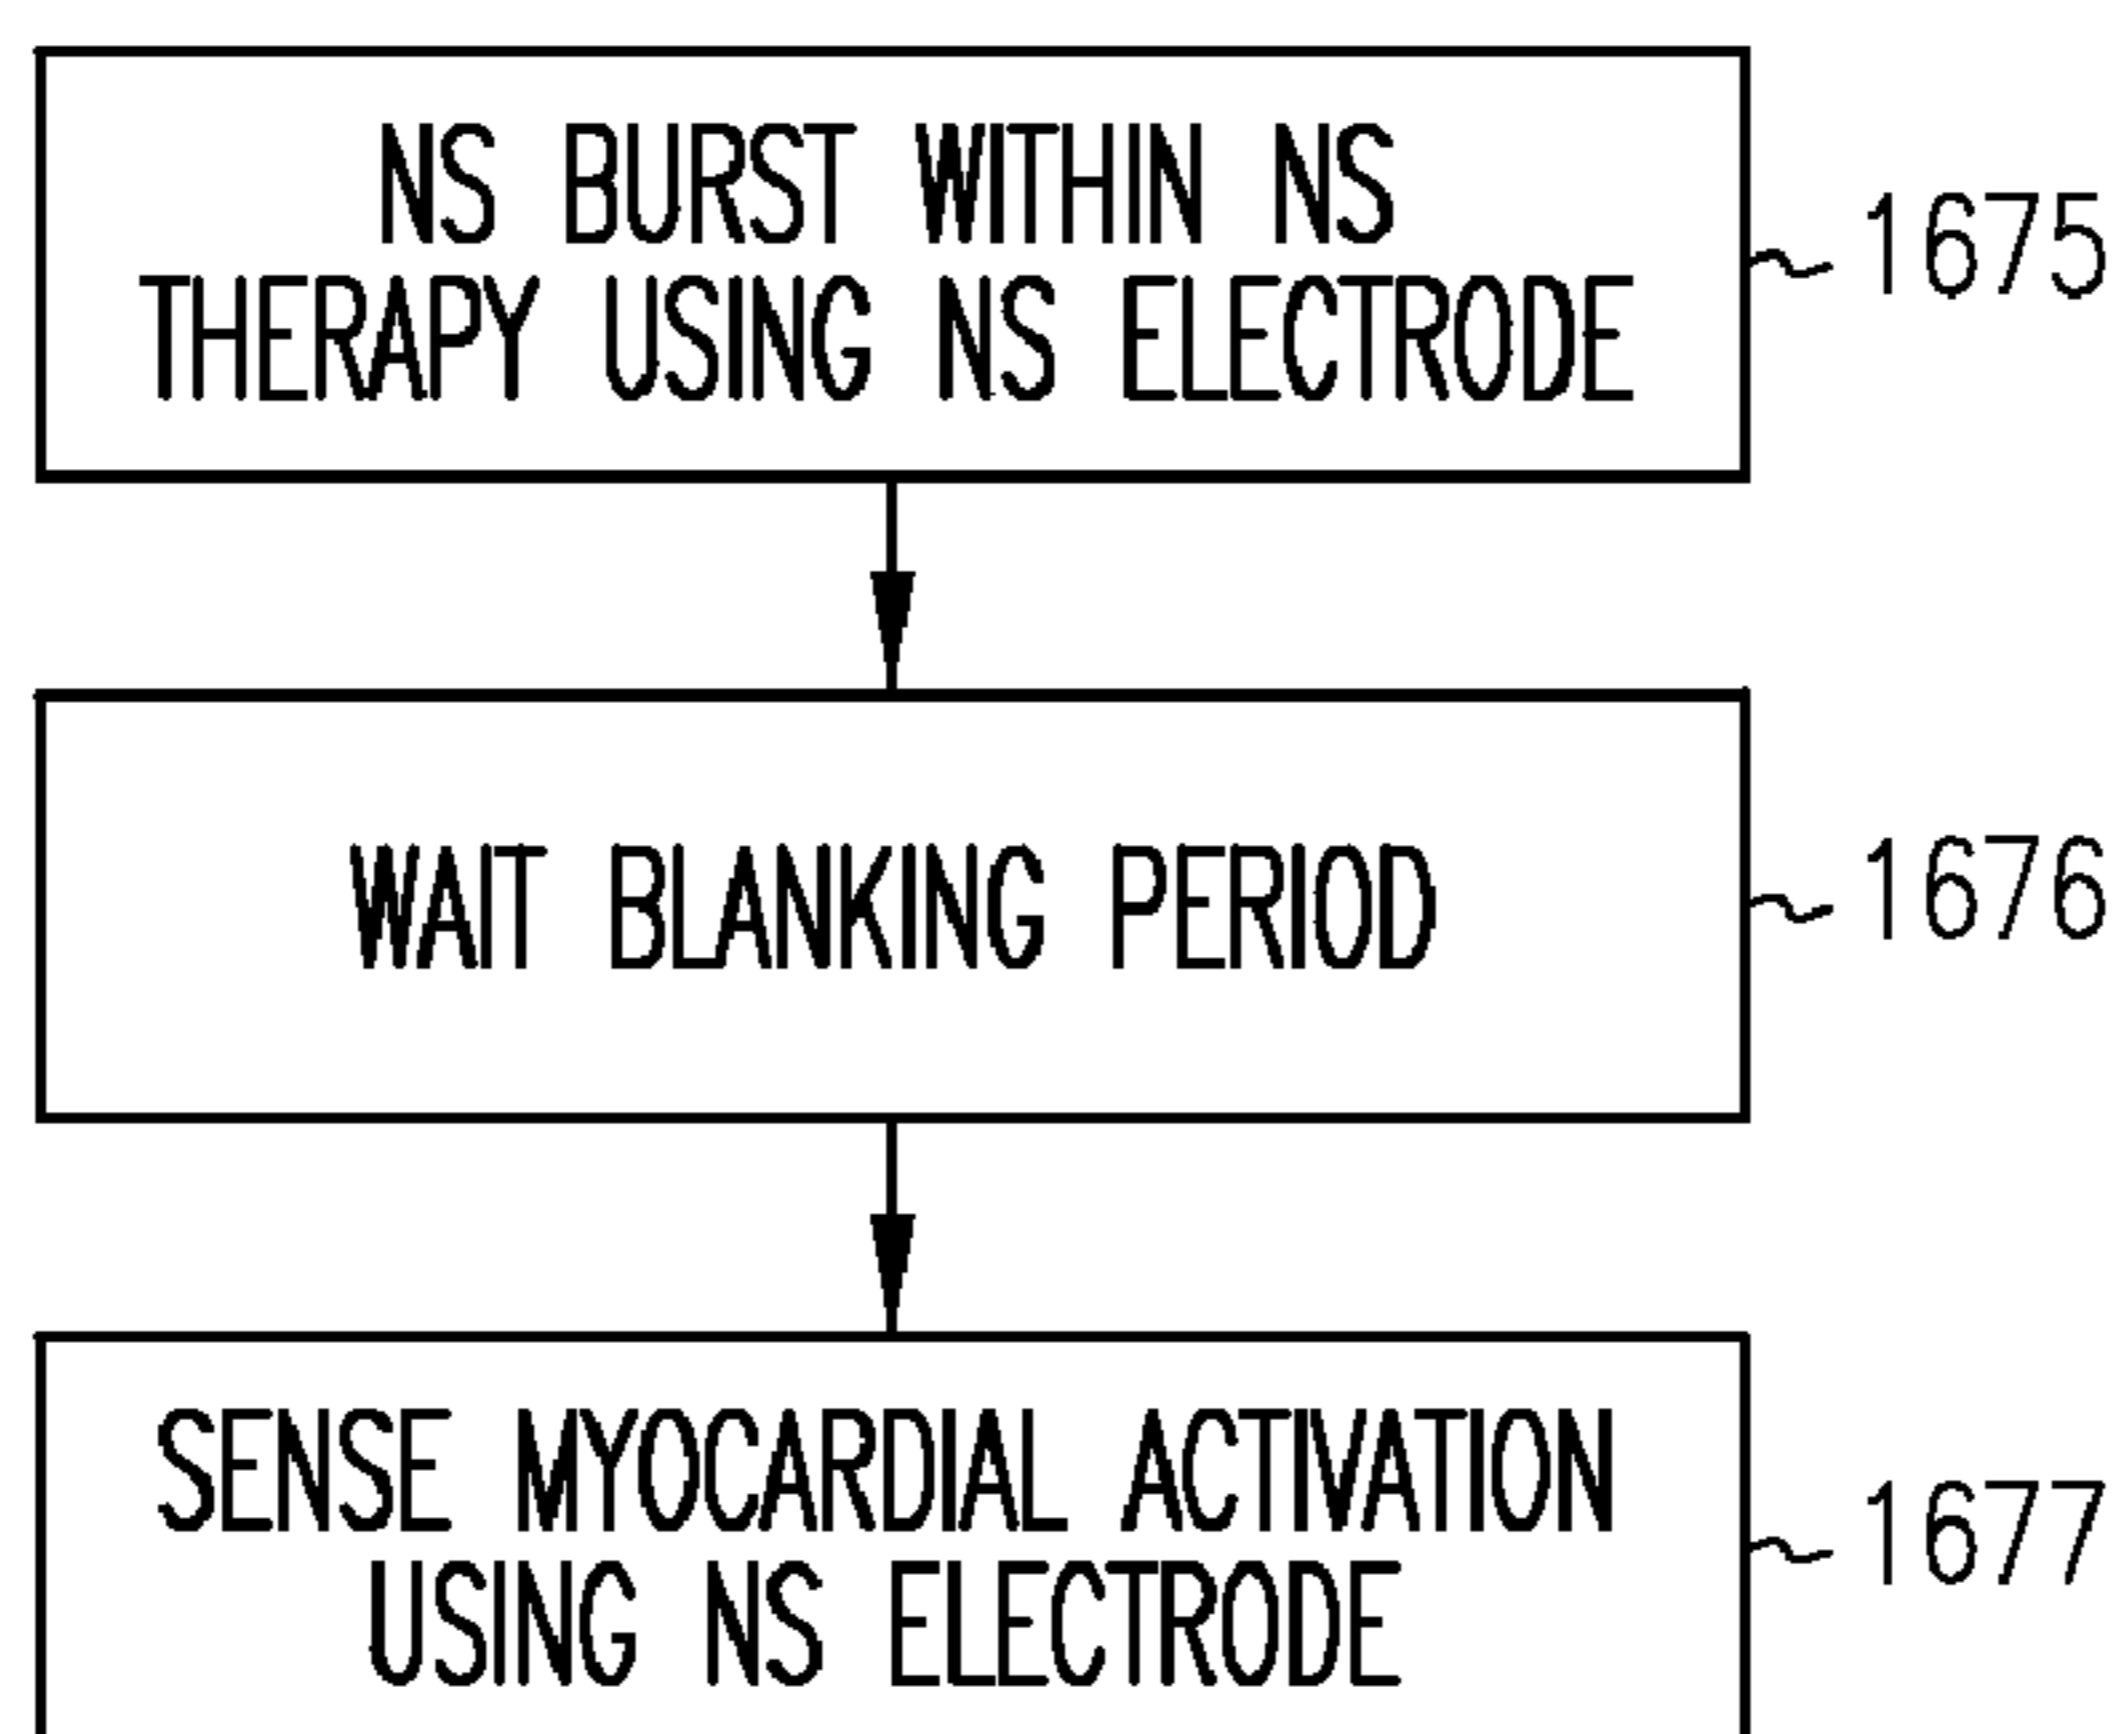 NS BURST WITHIN NS
THERAPY USING NS ELECTRODE
1675
WAIT BLANKING PERIOD
1676
SENSE MYOCARDIAL ACTIVATION
USING NS ELECTRODE
1677